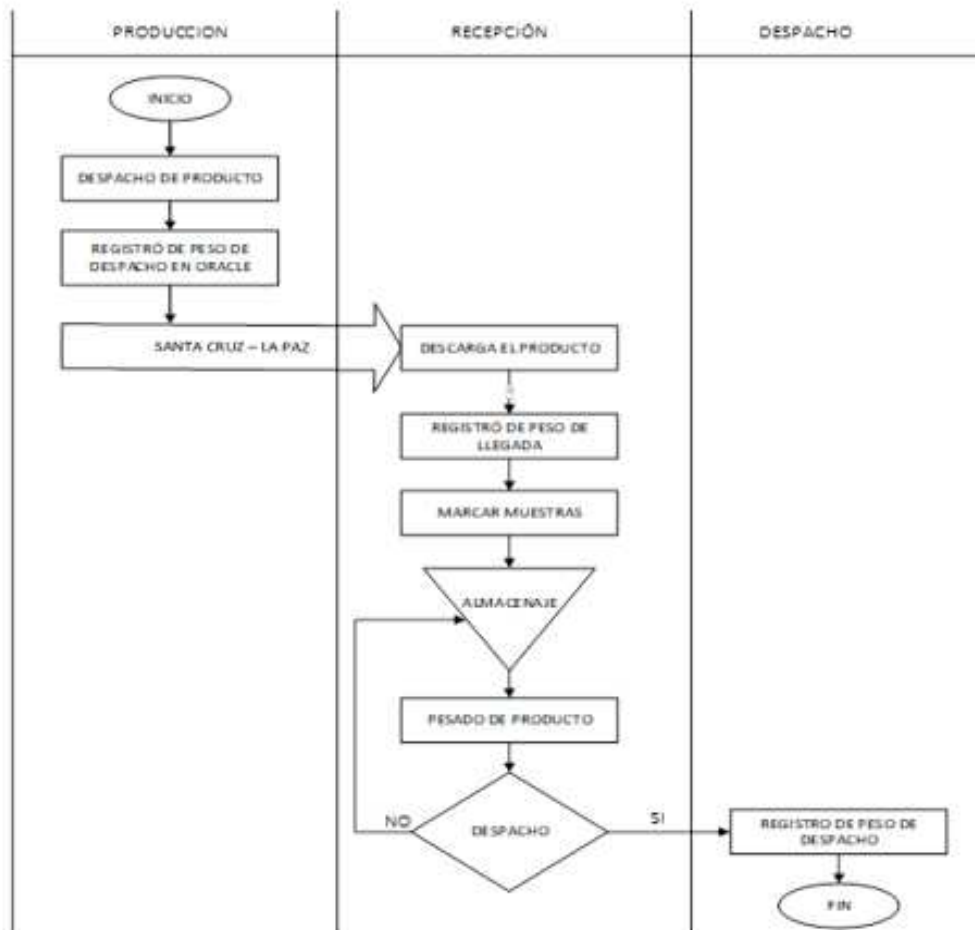 PRODUCCION
RECEPCIÓN
DESPACHO
INICIO
DESPACHO DE PRODUCTO
REGISTRÓ DE PESO DE
DESPACHO EN ORACLE
SANTA CRUZ – LA PAZ
DESCARGA EL PRODUCTO
REGISTRÓ DE PESO DE
LLEGADA
MARCAR MUESTRAS
ALMACENAJE
PESADO DE PRODUCTO
DESPACHO
NO
SI
REGISTRO DE PESO DE
DESPACHO
FIN